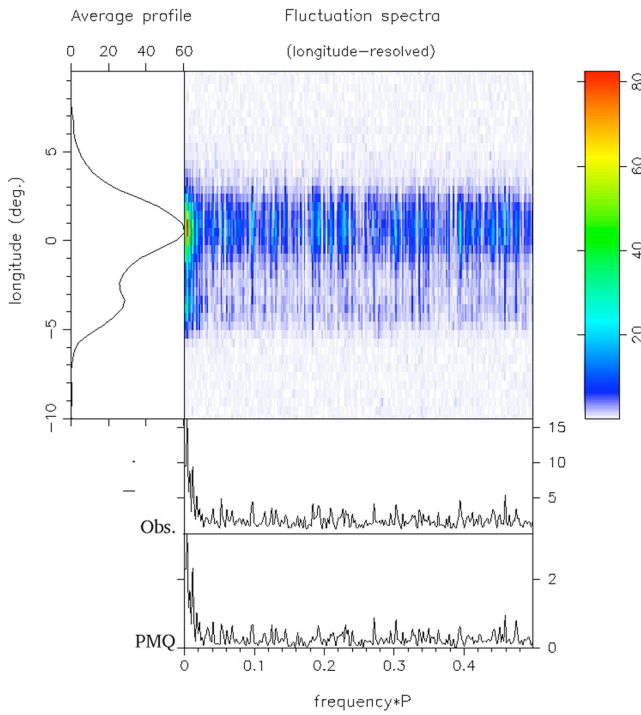 Average profile
Fluctuation spectra
0 20 40 60
(longitude-resolved)
80
60
40
20
5
0
-5
-10
longitude (deg.)
15
10
5
Obs.
2
0
PMQ
0 0.1 0.2 0.3 0.4
frequency*P